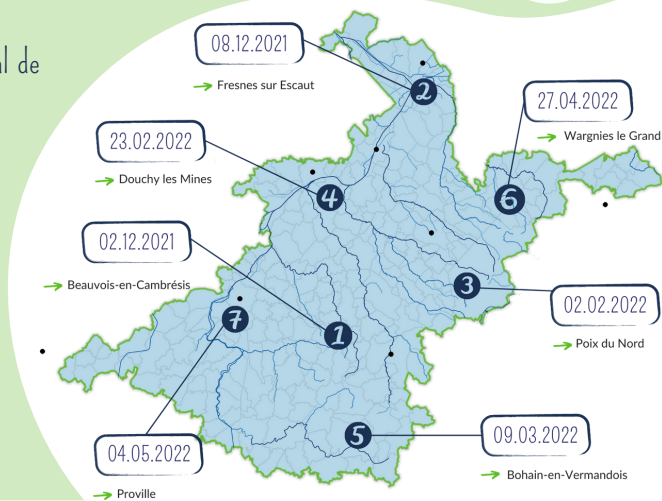 al de
08.12.2021
Fresnes sur Escaut
2
27.04.2022
Wargnies le Grand
6
23.02.2022
Douchy les Mines
4
02.12.2021
Beauvois-en-Cambrésis
1
3
02.02.2022
Poix du Nord
7
04.05.2022
Proville
5
09.03.2022
Bohain-en-Vermandois